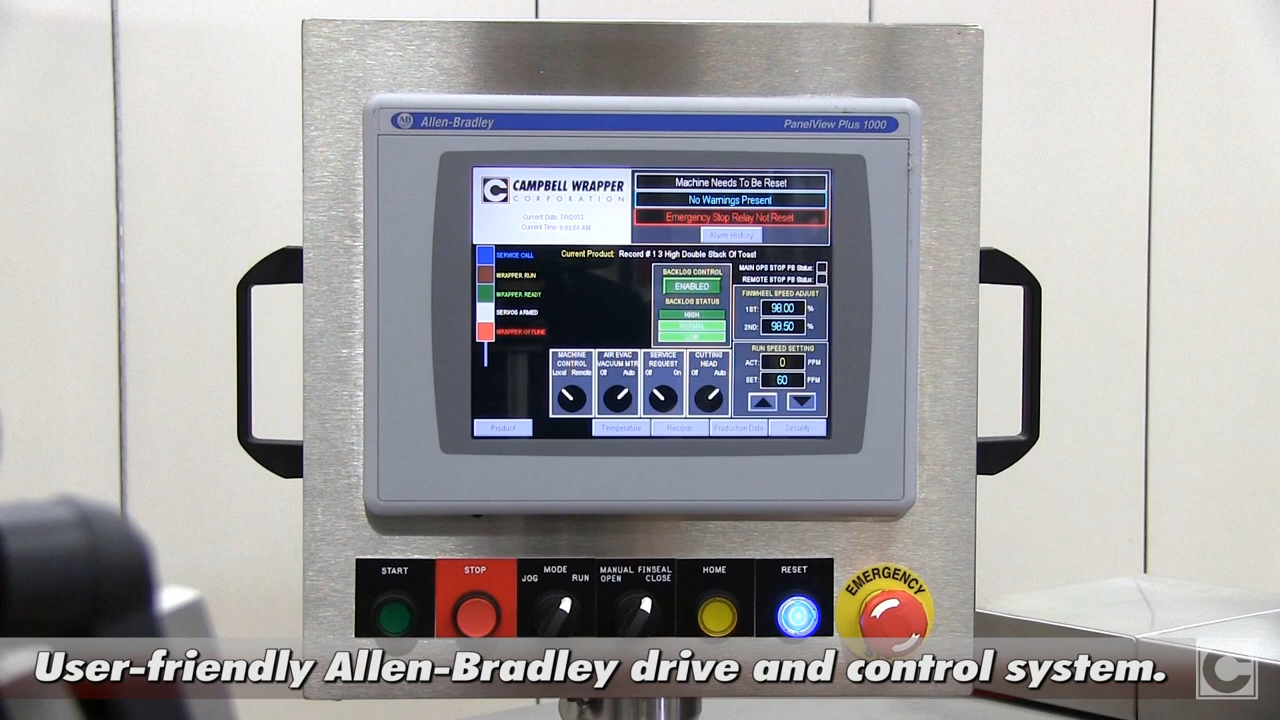 AB Allen-Bradley
PanelView Plus 1000
CAMPBELL WRAPPER
CORPORATION
Machine Needs To Be Reset
No Warnings Present
Emergency Stop Relay Not Reset
Alarm History
Current Product: Record # 1 3 High Double Stack Of Toast
SERVICE CALL
WRAPPER RUN
WRAPPER READY
SERVOS ARMED
WRAPPER OFFLINE
BACKLOG CONTROL
ENABLED
BACKLOG STATUS
HIGH
NORMAL
LOW
MAIN OPS STOP PB Status:
REMOTE STOP PB Status:
FINWHEEL SPEED ADJUST
1ST: 98.00 %
2ND: 98.50 %
RUN SPEED SETTING
ACT: 0 PPM
SET: 60 PPM
MACHINE CONTROL
Local Remote
AIR EVAC VACUUM MTR
Off Auto
SERVICE REQUEST
Off On
CUTTING HEAD
Off Auto
Product
Temperature
Records
Production Data
Security
START
STOP
MODE
JOG RUN
MANUAL FINSEAL
OPEN CLOSE
HOME
RESET
EMERGENCY
User-friendly Allen-Bradley drive and control system.
C